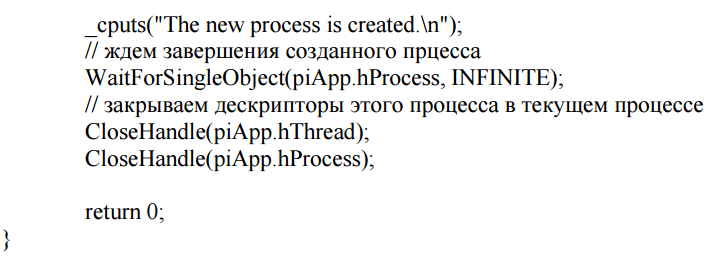 _cputs("The new process is created.\n");
// ждем завершения созданного прцесса
WaitForSingleObject(piApp.hProcess, INFINITE);
// закрываем дескрипторы этого процесса в текущем процессе
CloseHandle(piApp.hThread);
CloseHandle(piApp.hProcess);
return 0;
}